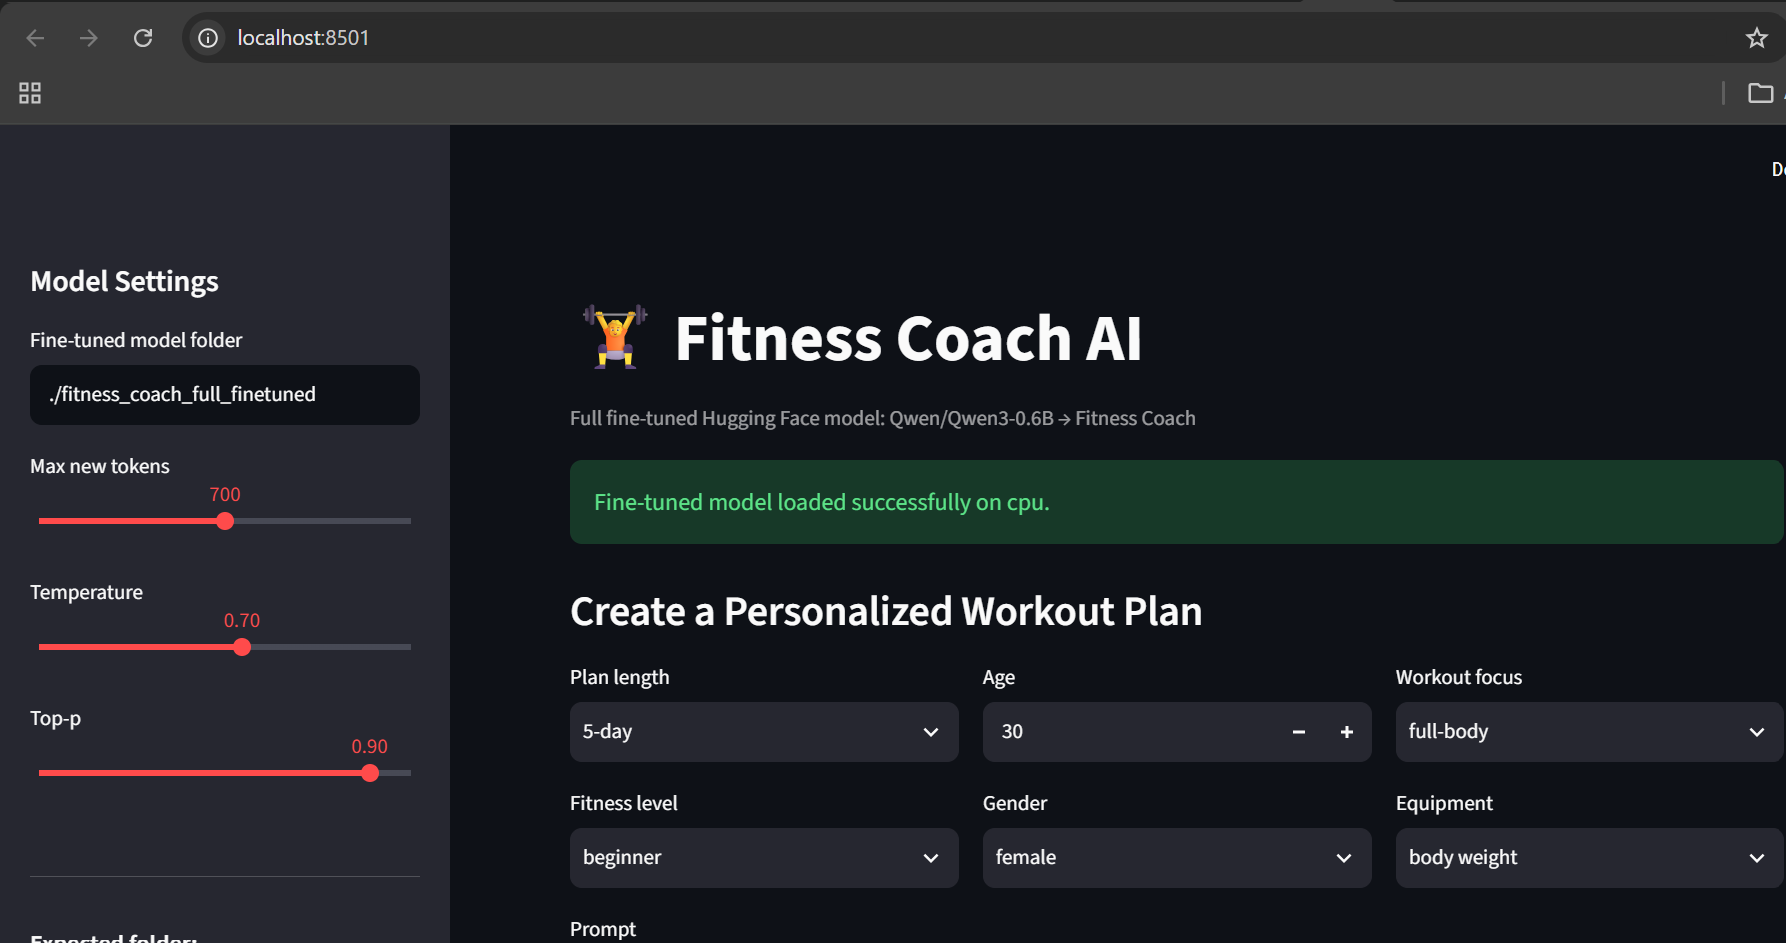 localhost:8501
Model Settings
Fine-tuned model folder
./fitness_coach_full_finetuned
Max new tokens
700
Temperature
0.70
Top-p
0.90
Expected folder:
Fitness Coach AI
Full fine-tuned Hugging Face model: Qwen/Qwen3-0.6B → Fitness Coach
Fine-tuned model loaded successfully on cpu.
Create a Personalized Workout Plan
Plan length
Age
Workout focus
5-day
30
full-body
Fitness level
Gender
Equipment
beginner
female
body weight
Prompt